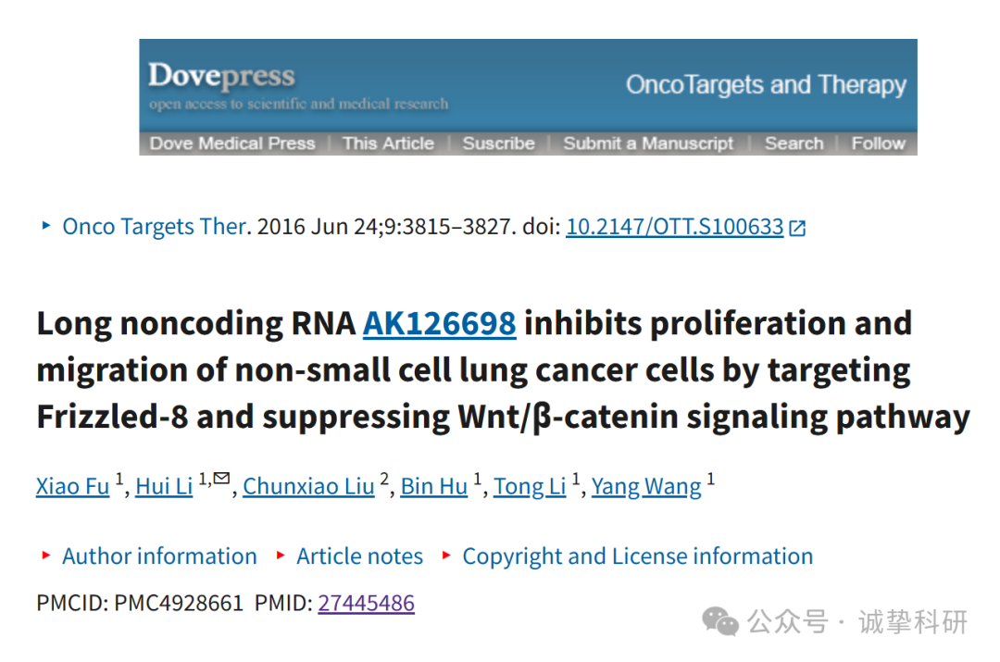 Dovepress
open access to scientific and medical research
OncoTargets and Therapy
Dove Medical Press | This Article | Suscribe | Submit a Manuscript | Search | Follow
Onco Targets Ther. 2016 Jun 24;9:3815–3827. doi: 10.2147/OTT.S100633
Long noncoding RNA AK126698 inhibits proliferation and
migration of non-small cell lung cancer cells by targeting
Frizzled-8 and suppressing Wnt/β-catenin signaling pathway
Xiao Fu 1, Hui Li 1,✉, Chunxiao Liu 2, Bin Hu 1, Tong Li 1, Yang Wang 1
Author information Article notes Copyright and License information
PMCID: PMC4928661 PMID: 27445486
公众号 · 诚挚科研